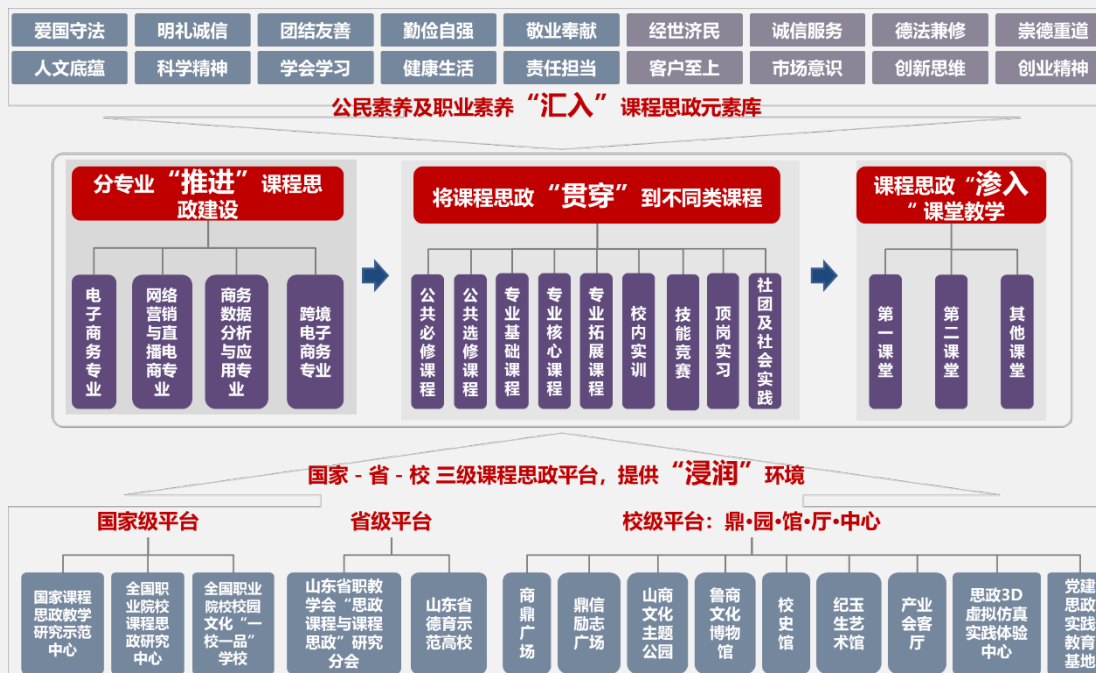 爱国守法 明礼诚信 团结友善 勤俭自强 敬业奉献 经世济民 诚信服务 德法兼修 崇德重道
人文底蕴 科学精神 学会学习 健康生活 责任担当 客户至上 市场意识 创新思维 创业精神
公民素养及职业素养“汇入”课程思政元素库
分专业“推进”课程思
政建设
将课程思政“贯穿”到不同类课程
课程思政“渗入
“课堂教学
电子商务专业
网络营销与直播电商专业
商务数据分析与应用专业
跨境电子商务专业
公共必修课程
公共选修课程
专业基础课程
专业核心课程
专业拓展课程
校内实训
技能竞赛
顶岗实习
社团及社会实践
第一课堂
第二课堂
其他课堂
国家-省-校 三级课程思政平台，提供“浸润”环境
国家级平台
省级平台
校级平台：鼎·园·馆·厅·中心
国家课程
思政教学
研究示范
中心
全国职
业院校
课程思
政研究
中心
全国职业
院校校园
文化“一
校一品”
学校
山东省职教
学会“思政
课程与课程
思政”研究
分会
山东省
德育示
范高校
商鼎广场
鼎信
励志
广场
山商
文化
主题
公园
鲁商
文化
博物
馆
校史馆
纪玉
生艺
术馆
产业
会客
厅
思政3D
虚拟仿真
实践体验
中心
党建
思政
实践
教育
基地